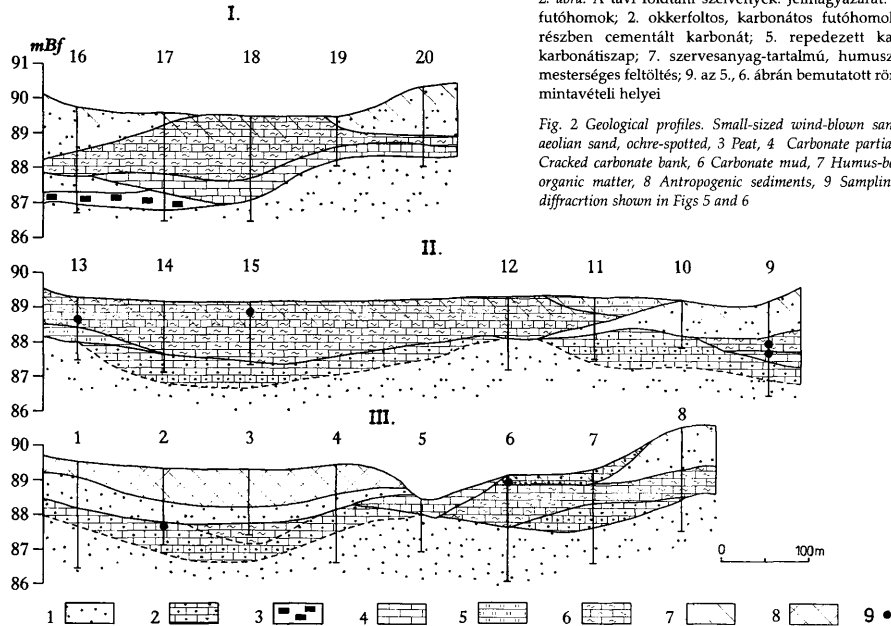 2. ábra. A tavi földtani szelvények. Jelmagyarázat.
futóhomok; 2. okkerfoltos, karbonátos futóhomok
részben cementált karbonát; 5. repedezett ka
karbonátiszap; 7. szervesanyag-tartalmú, humusz
mesterséges feltöltés; 9. az 5., 6. ábrán bemutatott rön
mintavételi helyei
Fig. 2 Geological profiles. Small-sized wind-blown san
aeolian sand, ochre-spotted, 3 Peat, 4 Carbonate partia
Cracked carbonate bank, 6 Carbonate mud, 7 Humus-be
organic matter, 8 Antropogenic sediments, 9 Samplin
diffracrtion shown in Figs 5 and 6
I.
mBf
16 17 18 19 20
91
90
89
88
87
86
II.
13 14 15 12 11 10 9
90
89
88
87
86
III.
1 2 3 4 5 6 7 8
90
89
88
87
86
0 100m
1 2 3 4 5 6 7 8 9